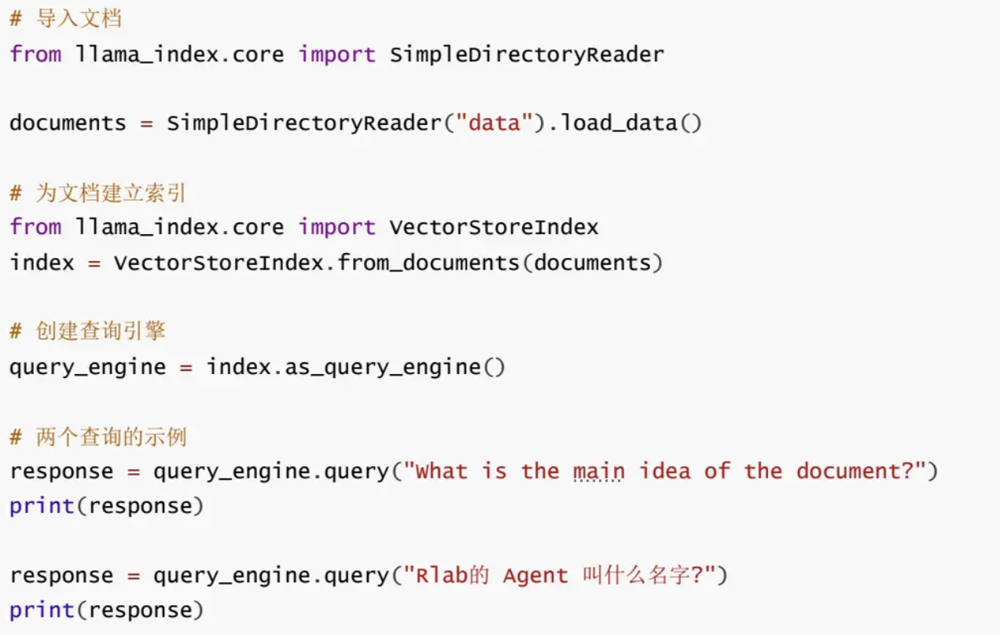 # 导入文档
from llama_index.core import SimpleDirectoryReader
documents = SimpleDirectoryReader("data").load_data()
# 为文档建立索引
from llama_index.core import VectorStoreIndex
index = VectorStoreIndex.from_documents(documents)
# 创建查询引擎
query_engine = index.as_query_engine()
# 两个查询的示例
response = query_engine.query("What is the main idea of the document?")
print(response)
response = query_engine.query("Rlab的 Agent 叫什么名字?")
print(response)